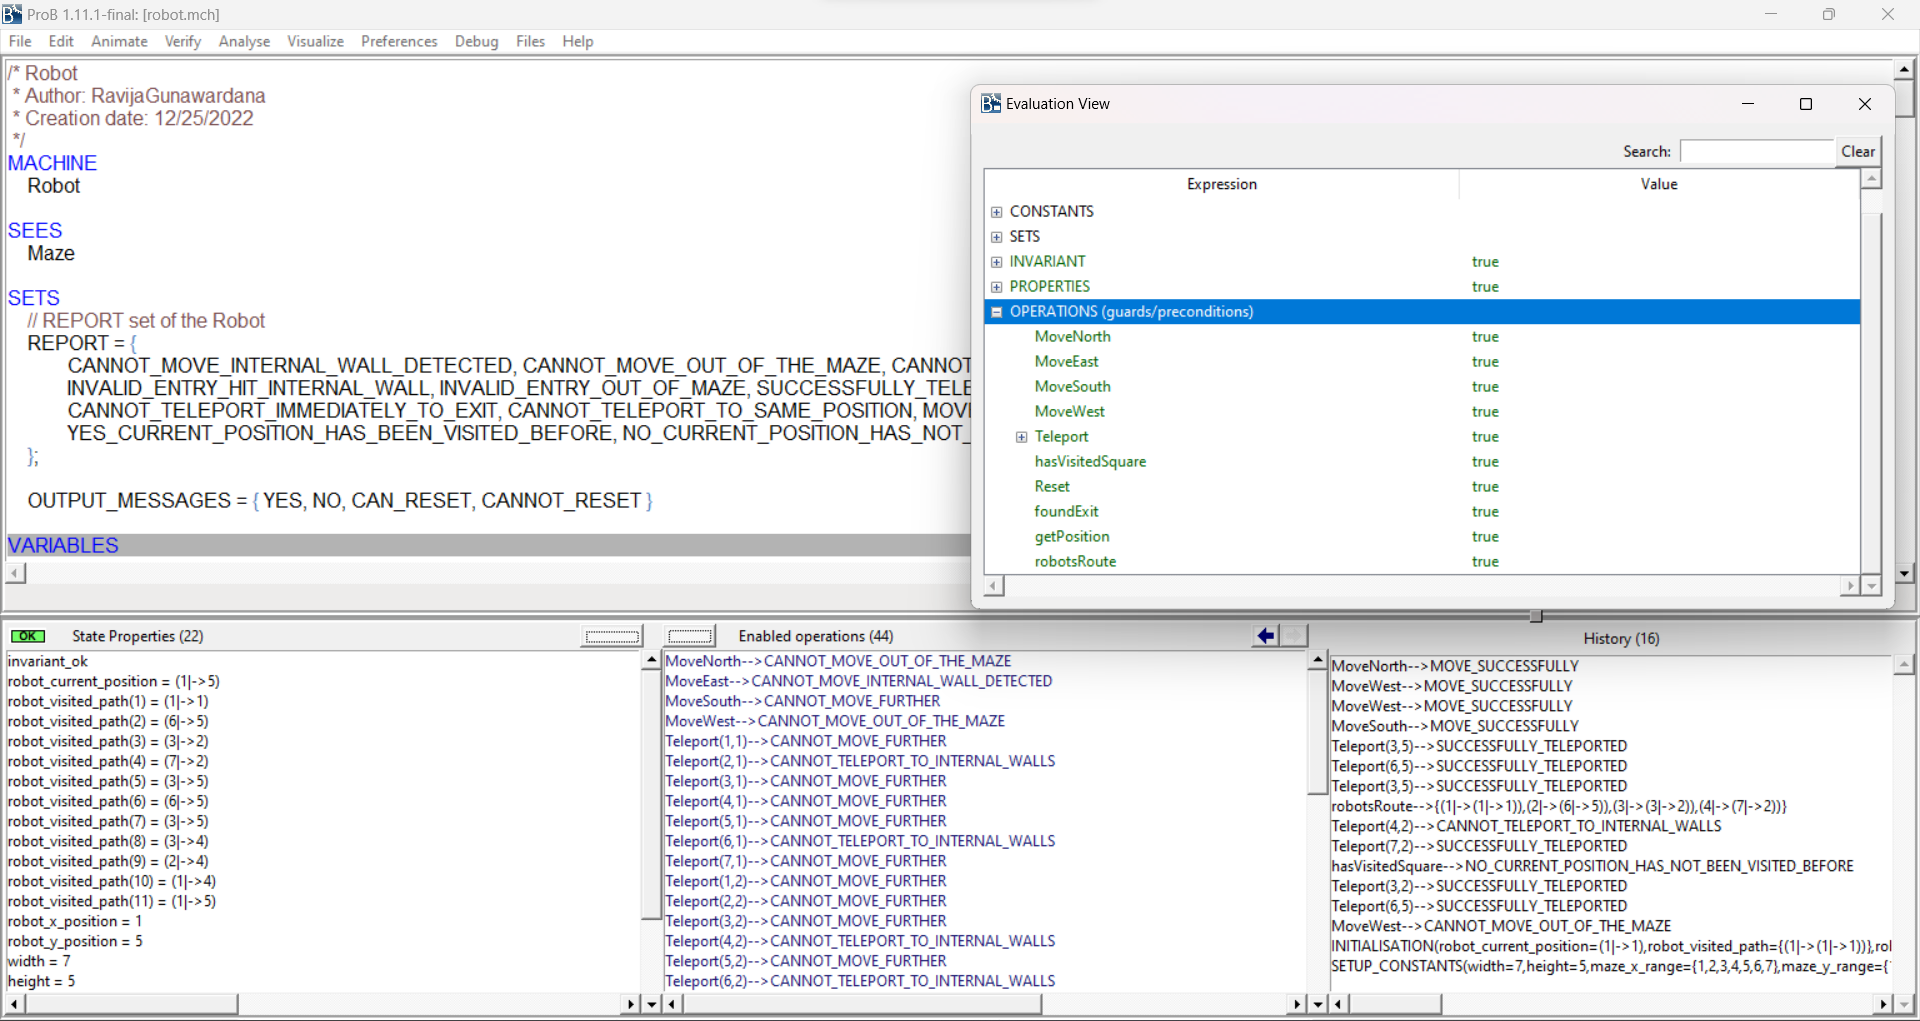 ProB 1.11.1-final: [robot.mch]
File Edit Animate Verify Analyse Visualize Preferences Debug Files Help
/* Robot
* Author: RavijaGunawardana
* Creation date: 12/25/2022
*/
MACHINE
Robot
SEES
Maze
SETS
// REPORT set of the Robot
REPORT = {
CANNOT_MOVE_INTERNAL_WALL_DETECTED, CANNOT_MOVE_OUT_OF_THE_MAZE, CANNOT
INVALID_ENTRY_HIT_INTERNAL_WALL, INVALID_ENTRY_OUT_OF_MAZE, SUCCESSFULLY_TELE
CANNOT_TELEPORT_IMMEDIATELY_TO_EXIT, CANNOT_TELEPORT_TO_SAME_POSITION, MOVI
YES_CURRENT_POSITION_HAS_BEEN_VISITED_BEFORE, NO_CURRENT_POSITION_HAS_NOT_
};
OUTPUT_MESSAGES = { YES, NO, CAN_RESET, CANNOT_RESET }
VARIABLES
Evaluation View
Search: Clear
Expression Value
CONSTANTS
SETS
INVARIANT true
PROPERTIES true
OPERATIONS (guards/preconditions)
MoveNorth true
MoveEast true
MoveSouth true
MoveWest true
Teleport true
hasVisitedSquare true
Reset true
foundExit true
getPosition true
robotsRoute true
OK State Properties (22)
invariant_ok
robot_current_position = (1|->5)
robot_visited_path(1) = (1|->1)
robot_visited_path(2) = (6|->5)
robot_visited_path(3) = (3|->2)
robot_visited_path(4) = (7|->2)
robot_visited_path(5) = (3|->5)
robot_visited_path(6) = (6|->5)
robot_visited_path(7) = (3|->5)
robot_visited_path(8) = (3|->4)
robot_visited_path(9) = (2|->4)
robot_visited_path(10) = (1|->4)
robot_visited_path(11) = (1|->5)
robot_x_position = 1
robot_y_position = 5
width = 7
height = 5
Enabled operations (44)
MoveNorth-->CANNOT_MOVE_OUT_OF_THE_MAZE
MoveEast-->CANNOT_MOVE_INTERNAL_WALL_DETECTED
MoveSouth-->CANNOT_MOVE_FURTHER
MoveWest-->CANNOT_MOVE_OUT_OF_THE_MAZE
Teleport(1,1)-->CANNOT_MOVE_FURTHER
Teleport(2,1)-->CANNOT_TELEPORT_TO_INTERNAL_WALLS
Teleport(3,1)-->CANNOT_MOVE_FURTHER
Teleport(4,1)-->CANNOT_MOVE_FURTHER
Teleport(5,1)-->CANNOT_MOVE_FURTHER
Teleport(6,1)-->CANNOT_TELEPORT_TO_INTERNAL_WALLS
Teleport(7,1)-->CANNOT_MOVE_FURTHER
Teleport(1,2)-->CANNOT_MOVE_FURTHER
Teleport(2,2)-->CANNOT_MOVE_FURTHER
Teleport(3,2)-->CANNOT_MOVE_FURTHER
Teleport(4,2)-->CANNOT_TELEPORT_TO_INTERNAL_WALLS
Teleport(5,2)-->CANNOT_MOVE_FURTHER
Teleport(6,2)-->CANNOT_TELEPORT_TO_INTERNAL_WALLS
History (16)
MoveNorth-->MOVE_SUCCESSFULLY
MoveWest-->MOVE_SUCCESSFULLY
MoveWest-->MOVE_SUCCESSFULLY
MoveSouth-->MOVE_SUCCESSFULLY
Teleport(3,5)-->SUCCESSFULLY_TELEPORTED
Teleport(6,5)-->SUCCESSFULLY_TELEPORTED
Teleport(3,5)-->SUCCESSFULLY_TELEPORTED
robotsRoute-->{(1|->(1|->1)),(2|->(6|->5)),(3|->(3|->2)),(4|->(7|->2))}
Teleport(4,2)-->CANNOT_TELEPORT_TO_INTERNAL_WALLS
Teleport(7,2)-->SUCCESSFULLY_TELEPORTED
hasVisitedSquare-->NO_CURRENT_POSITION_HAS_NOT_BEEN_VISITED_BEFORE
Teleport(3,2)-->SUCCESSFULLY_TELEPORTED
Teleport(6,5)-->SUCCESSFULLY_TELEPORTED
MoveWest-->CANNOT_MOVE_OUT_OF_THE_MAZE
INITIALISATION(robot_current_position=(1|->1),robot_visited_path={(1|->(1|->1))},rol
SETUP_CONSTANTS(width=7,height=5,maze_x_range={1,2,3,4,5,6,7},maze_y_range={